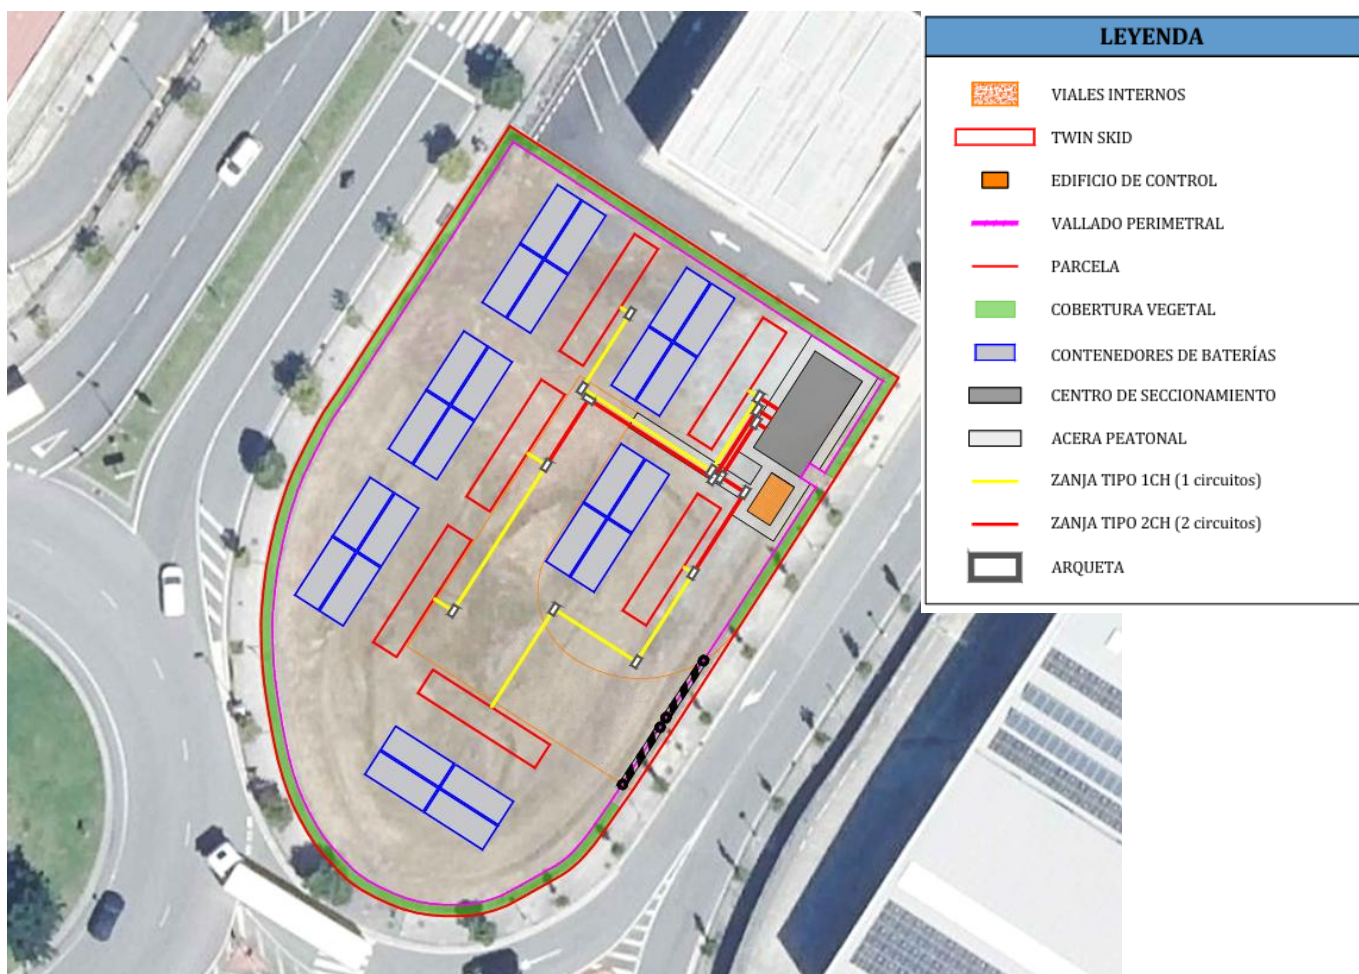 LEYENDA
VIALES INTERNOS
TWIN SKID
EDIFICIO DE CONTROL
VALLADO PERIMETRAL
PARCELA
COBERTURA VEGETAL
CONTENEDORES DE BATERÍAS
CENTRO DE SECCIONAMIENTO
ACERA PEATONAL
ZANJA TIPO 1CH (1 circuitos)
ZANJA TIPO 2CH (2 circuitos)
ARQUETA